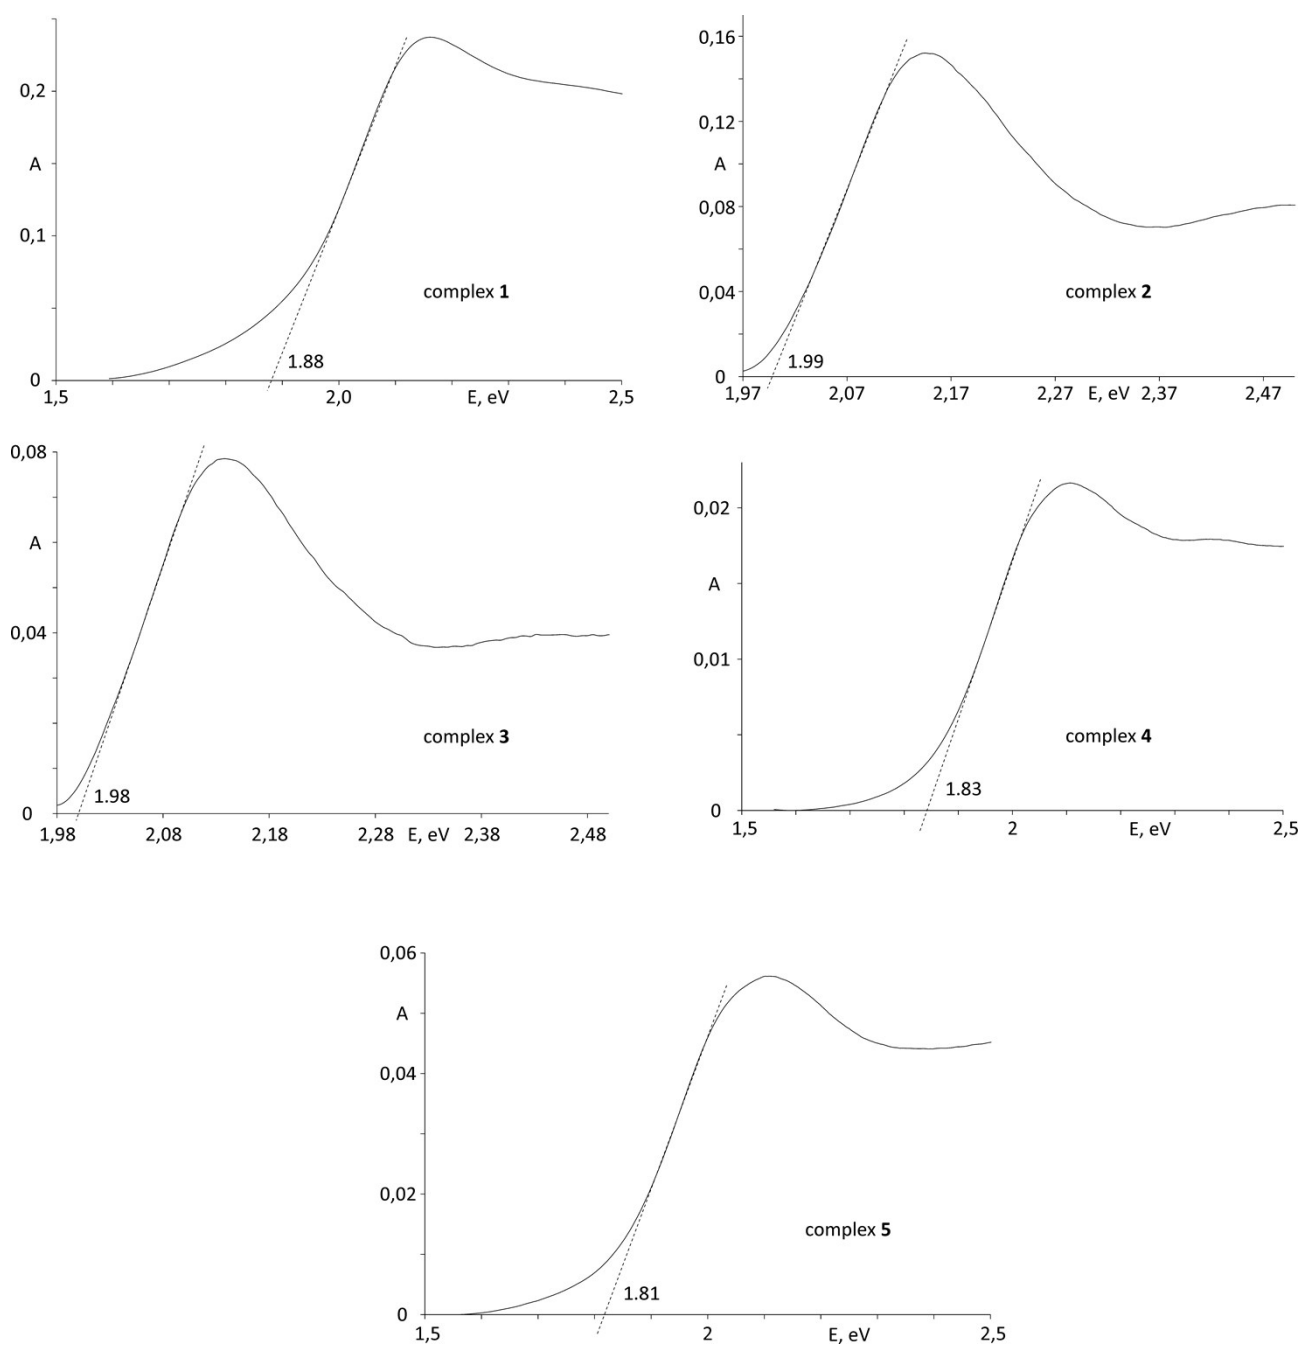 0,2
A
0,1
complex 1
1.88
0
1,5
2,0
E, eV
2,5
0,16
0,12
A
0,08
0,04
complex 2
1.99
0
1,97
2,07
2,17
2,27
E, eV
2,37
2,47
0,08
A
0,04
complex 3
1.98
0
1,98
2,08
2,18
2,28
E, eV
2,38
2,48
0,02
A
0,01
complex 4
1.83
0
1,5
2
E, eV
2,5
0,06
A
0,04
0,02
complex 5
1.81
0
1,5
2
E, eV
2,5